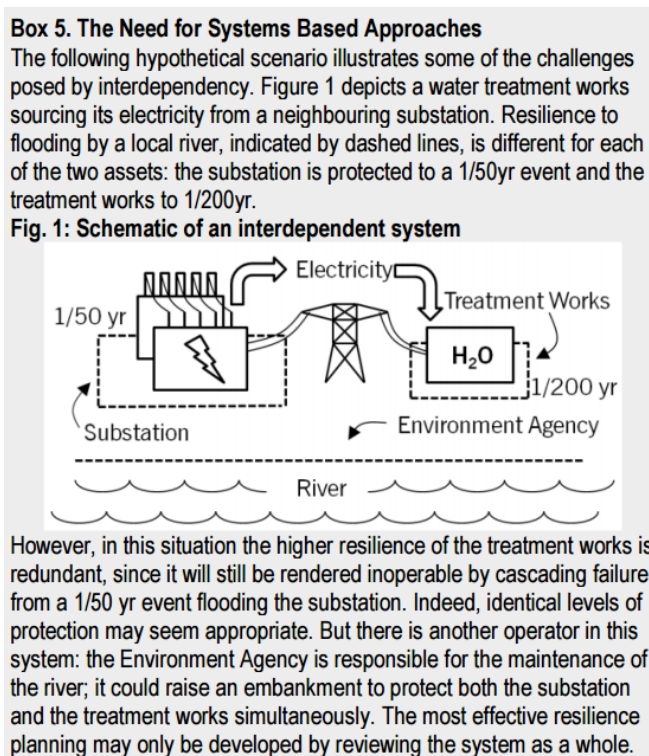 Box 5. The Need for Systems Based Approaches
The following hypothetical scenario illustrates some of the challenges
posed by interdependency. Figure 1 depicts a water treatment works
sourcing its electricity from a neighbouring substation. Resilience to
flooding by a local river, indicated by dashed lines, is different for each
of the two assets: the substation is protected to a 1/50yr event and the
treatment works to 1/200yr.
Fig. 1: Schematic of an interdependent system
Electricity
1/50 yr
Treatment Works
H₂O
1/200 yr
Substation
Environment Agency
River
However, in this situation the higher resilience of the treatment works is
redundant, since it will still be rendered inoperable by cascading failure
from a 1/50 yr event flooding the substation. Indeed, identical levels of
protection may seem appropriate. But there is another operator in this
system: the Environment Agency is responsible for the maintenance of
the river; it could raise an embankment to protect both the substation
and the treatment works simultaneously. The most effective resilience
planning may only be developed by reviewing the system as a whole.